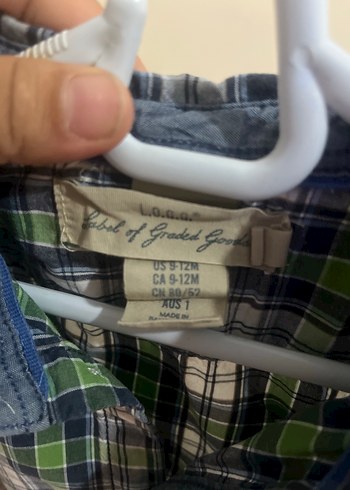 L.O.G.G.®
Label of Graded Goods
US 9-12M
CA 9-12M
CN 80/52
AUS 1
MADE IN